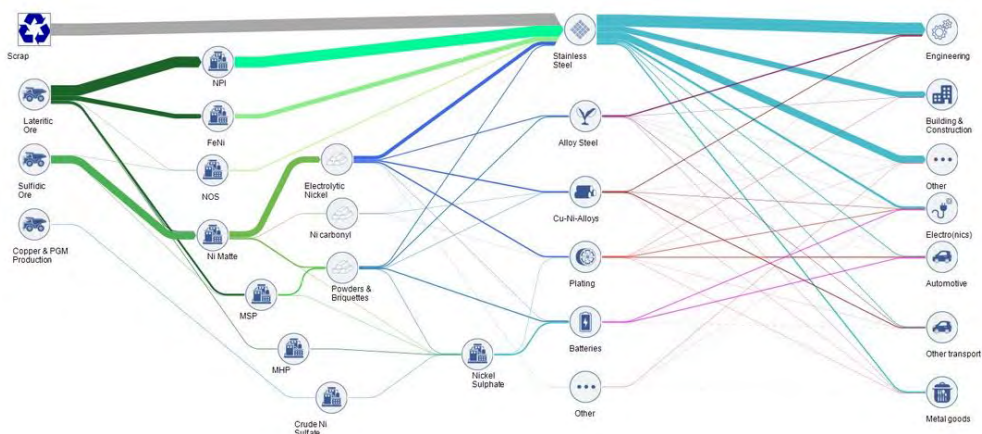 Scrap
Lateritic
Ore
Sulfidic
Ore
Copper & PGM
Production
NPI
FeNi
NOS
Ni Matte
MSP
MHP
Crude Ni
Sulfate
Electrolytic
Nickel
Ni carbonyl
Powders &
Briquettes
Nickel
Sulphate
Stainless
Steel
Alloy Steel
Cu-Ni-Alloys
Plating
Batteries
Other
Engineering
Building &
Construction
Other
Electro(nics)
Automotive
Other transport
Metal goods